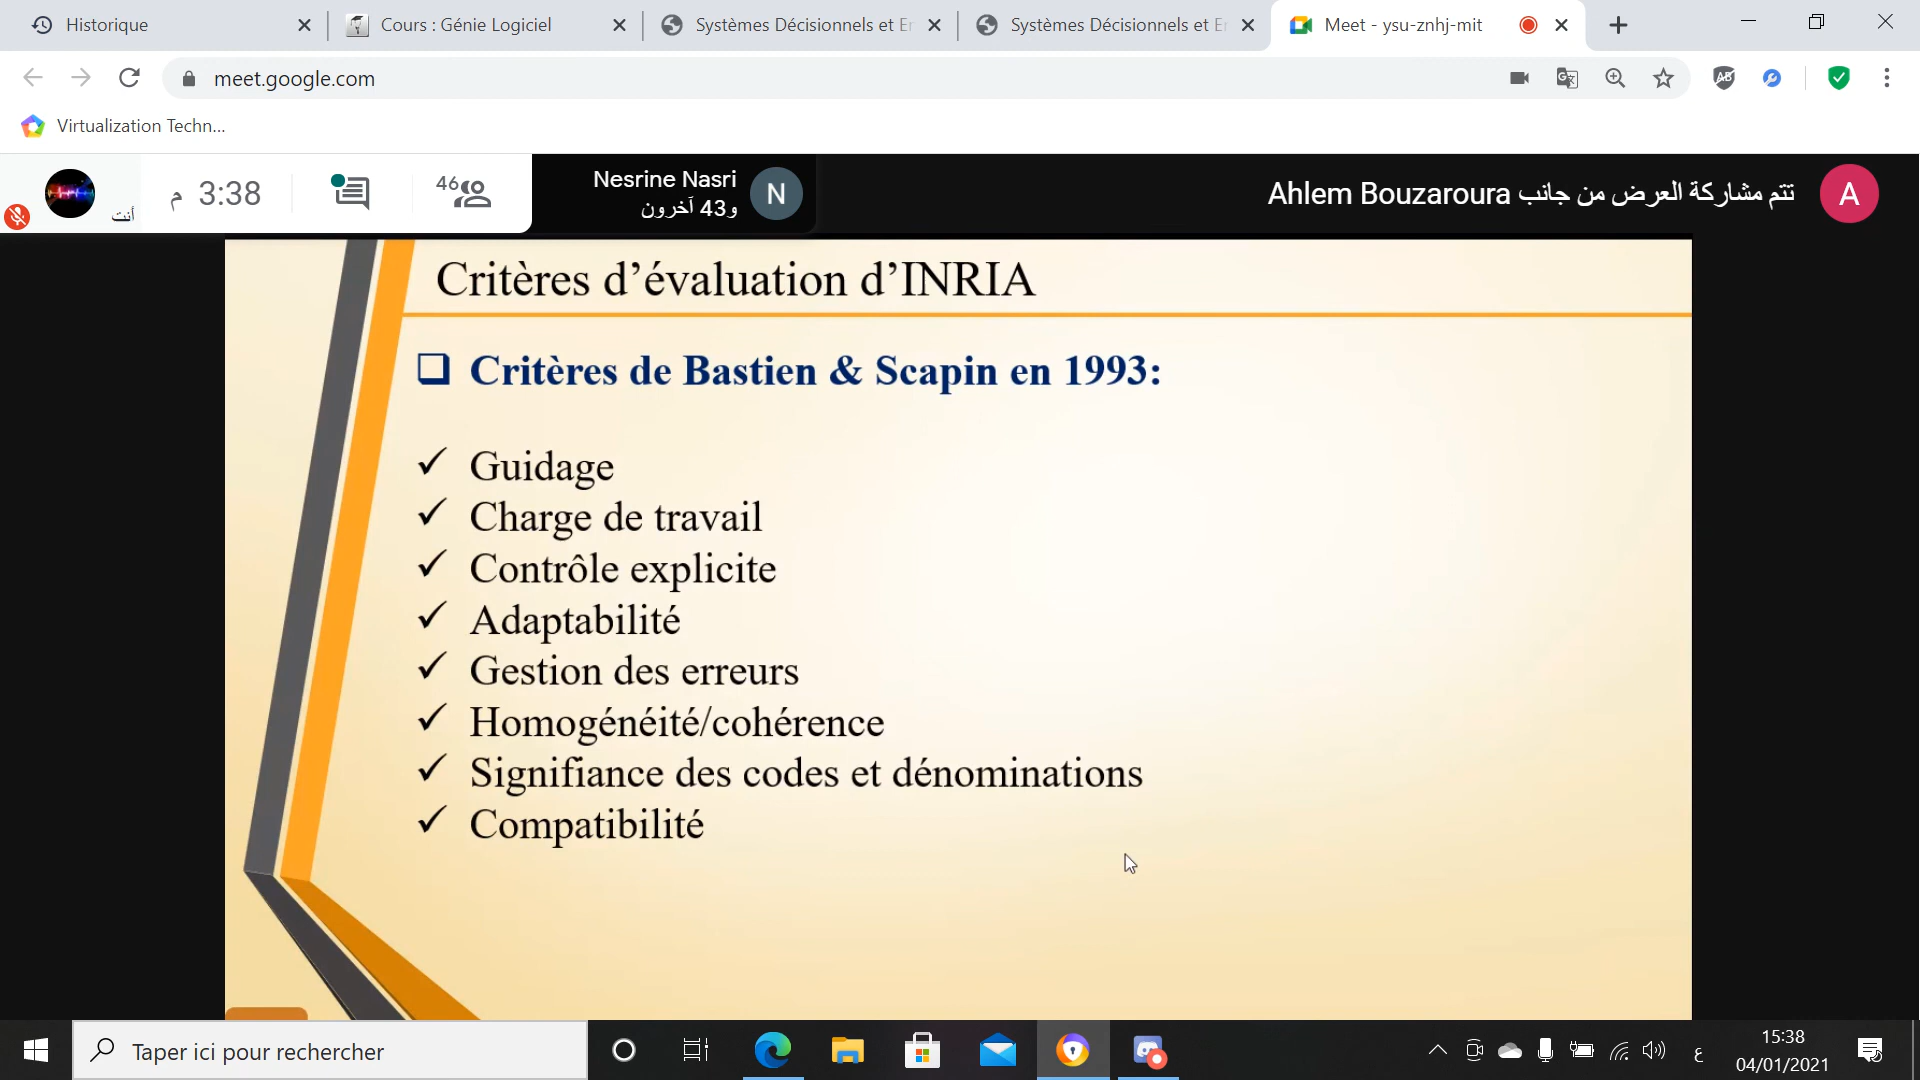 Historique
Cours : Génie Logiciel
Systèmes Décisionnels et Er
Systèmes Décisionnels et Er
Meet - ysu-znhj-mit
meet.google.com
Virtualization Techn...
أنت
3:38 م
46
Nesrine Nasri
و43 آخرون
N
تتم مشاركة العرض من جانب Ahlem Bouzaroura
A
Critères d’évaluation d’INRIA
Critères de Bastien & Scapin en 1993:
Guidage
Charge de travail
Contrôle explicite
Adaptabilité
Gestion des erreurs
Homogénéité/cohérence
Signifiance des codes et dénominations
Compatibilité
Taper ici pour rechercher
ع
15:38
04/01/2021